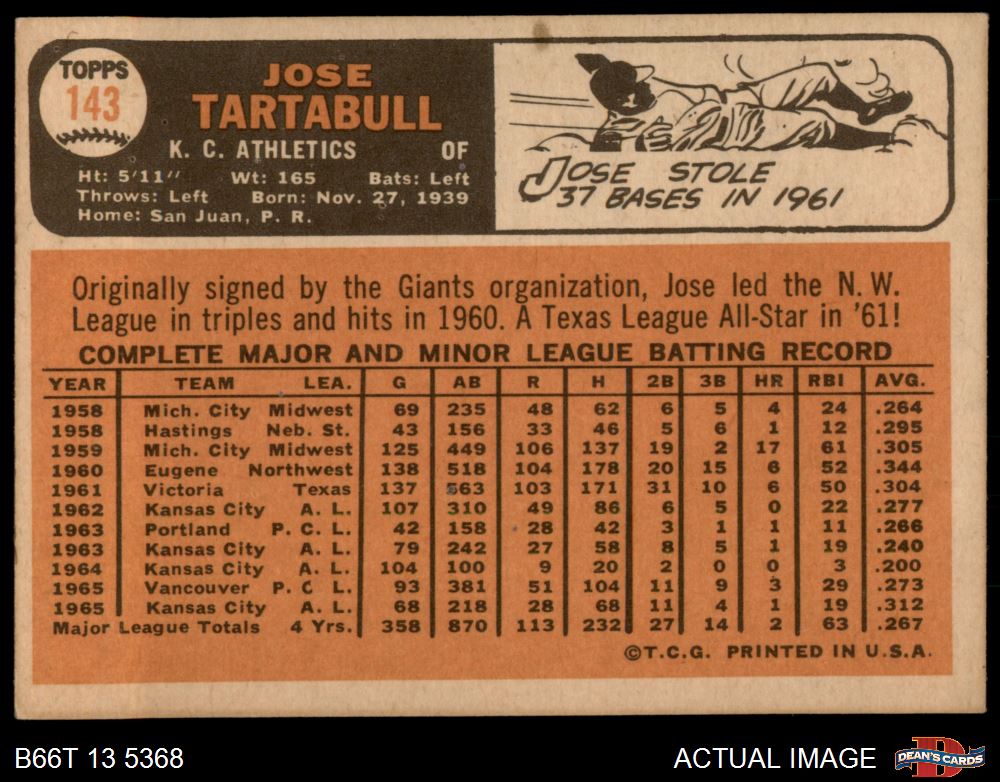 TOPPS
143
JOSE
TARTABULL
K. C. ATHLETICS OF
Ht: 5'11" Wt: 165 Bats: Left
Throws: Left Born: Nov. 27, 1939
Home: San Juan, P. R.
JOSE STOLE
37 BASES IN 1961
Originally signed by the Giants organization, Jose led the N. W.
League in triples and hits in 1960. A Texas League All-Star in '61!
COMPLETE MAJOR AND MINOR LEAGUE BATTING RECORD
YEAR TEAM LEA. G AB R H 2B 3B HR RBI AVG.
1958 Mich. City Midwest 69 235 48 62 6 5 4 24 .264
1958 Hastings Neb. St. 43 156 33 46 5 6 1 12 .295
1959 Mich. City Midwest 125 449 106 137 19 2 17 61 .305
1960 Eugene Northwest 138 518 104 178 20 15 6 52 .344
1961 Victoria Texas 137 563 103 171 31 10 6 50 .304
1962 Kansas City A. L. 107 310 49 86 6 5 0 22 .277
1963 Portland P. C. L. 42 158 28 42 3 1 1 11 .266
1963 Kansas City A. L. 79 242 27 58 8 5 1 19 .240
1964 Kansas City A. L. 104 100 9 20 2 0 0 3 .200
1965 Vancouver P. C L. 93 381 51 104 11 9 3 29 .273
1965 Kansas City A. L. 68 218 28 68 11 4 1 19 .312
Major League Totals 4 Yrs. 358 870 113 232 27 14 2 63 .267
©T.C.G. PRINTED IN U.S.A.
B66T 13 5368
ACTUAL IMAGE
D
DEAN'S CARDS